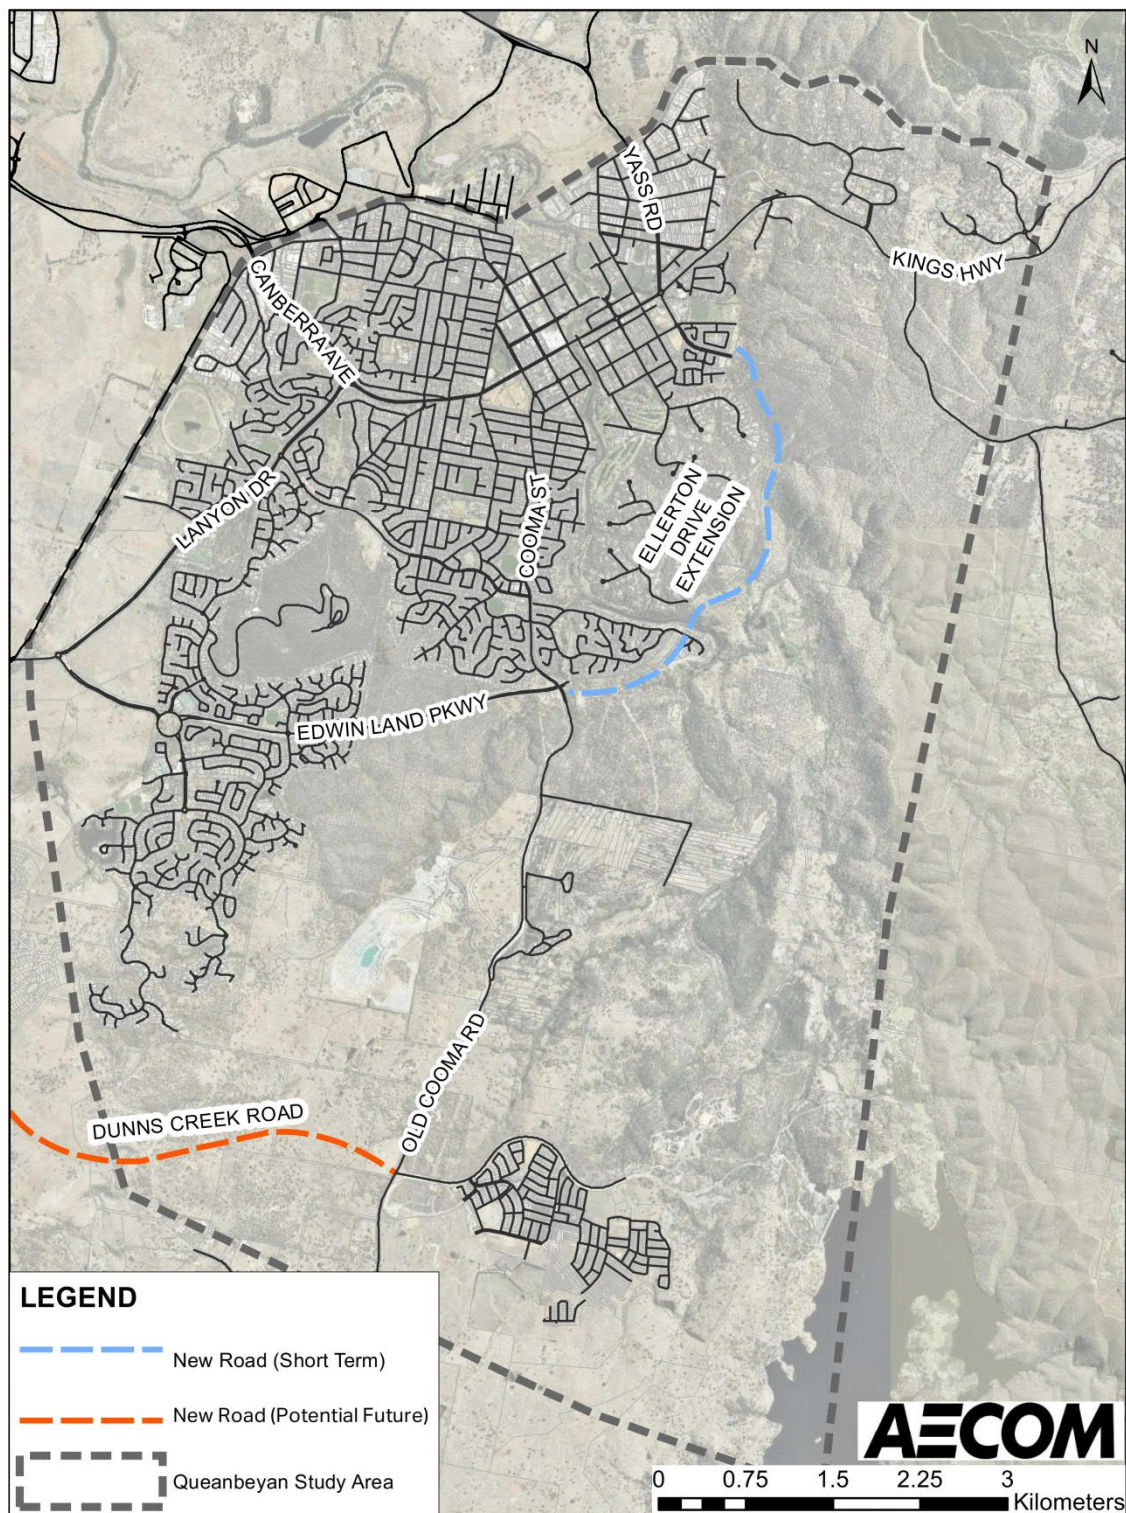 N
YASS RD
KINGS HWY
CANBERRA AVE
LANYON DR
COOMA ST
ELLERTON
DRIVE
EXTENSION
EDWIN LAND PKWY
OLD COOMA RD
DUNNS CREEK ROAD
LEGEND
New Road (Short Term)
New Road (Potential Future)
Queanbeyan Study Area
AECOM
0 0.75 1.5 2.25 3
Kilometers